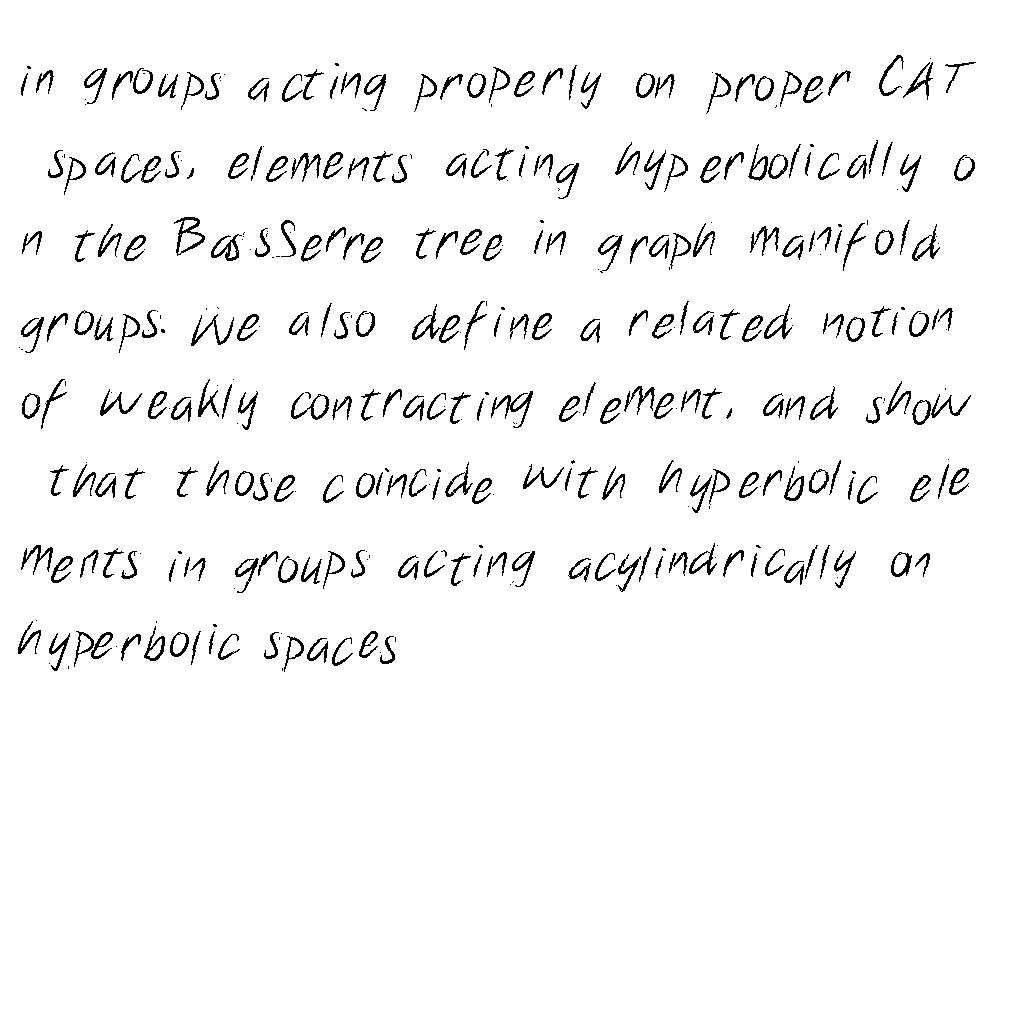 in groups acting properly on proper CAT
spaces, elements acting hyperbolically o
n the BassSerre tree in graph manifold
groups. We also define a related notion
of weakly contracting element, and show
that those coincide with hyperbolic ele
ments in groups acting acylindrically on
hyperbolic spaces